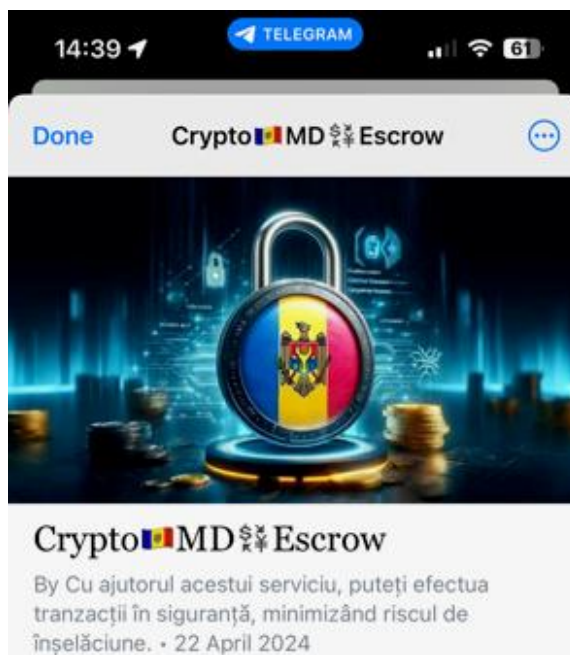 14:39
TELEGRAM
61
Done
Crypto🇲🇩MD💱Escrow
Crypto🇲🇩MD💱Escrow
By Cu ajutorul acestui serviciu, puteți efectua
tranzacții în siguranță, minimizând riscul de
înșelăciune. • 22 April 2024